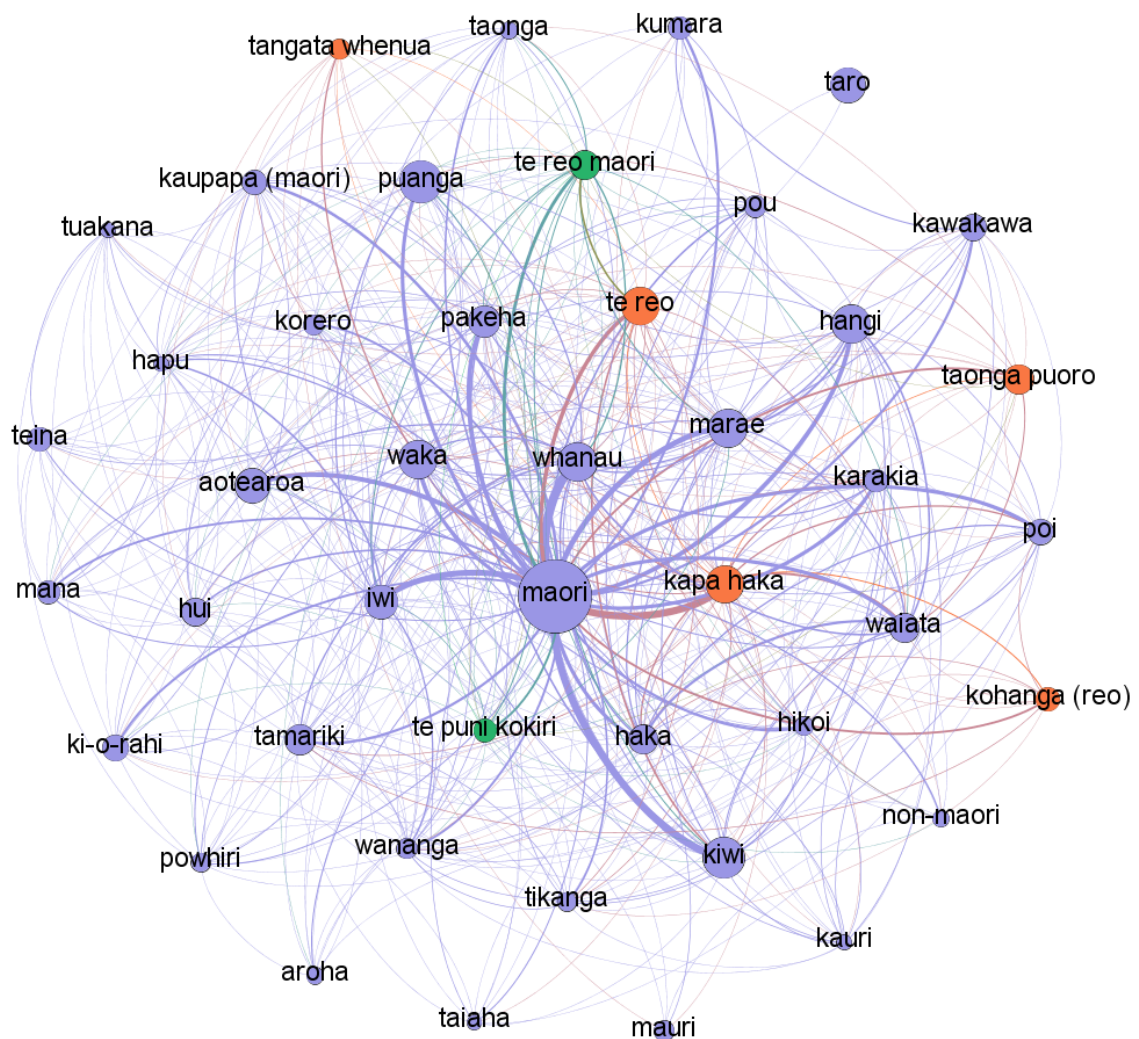 taonga
kumara
tangata whenua
taro
te reo maori
kaupapa (maori)
puanga
pou
tuakana
kawakawa
te reo
korero
pakeha
hangi
hapu
taonga puoro
teina
marae
waka
whanau
aotearoa
karakia
poi
mana
hui
iwi
maori
kapa haka
waiata
kohanga (reo)
ki-o-rahi
tamariki
te puni kokiri
haka
hikoi
non-maori
powhiri
wananga
kiwi
tikanga
kauri
aroha
taiaha
mauri